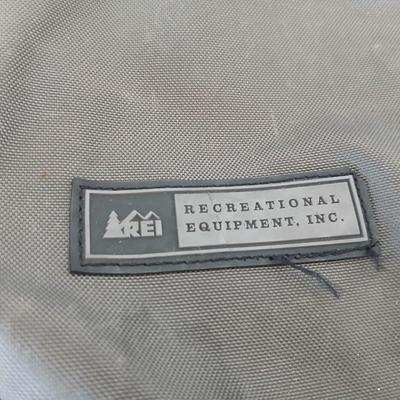 REI
RECREATIONAL
EQUIPMENT, INC.